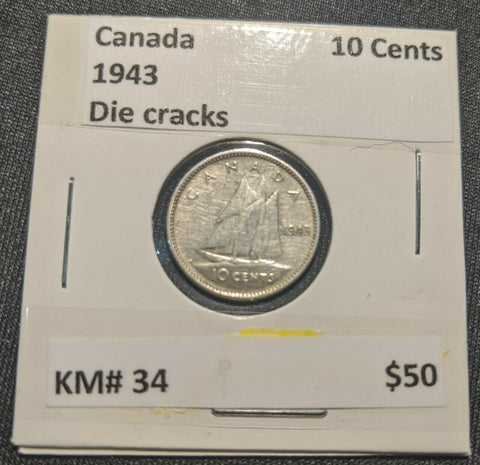 Canada 10 Cents
1943
Die cracks
CANADA
1943
10 CENTS
KM# 34 $50